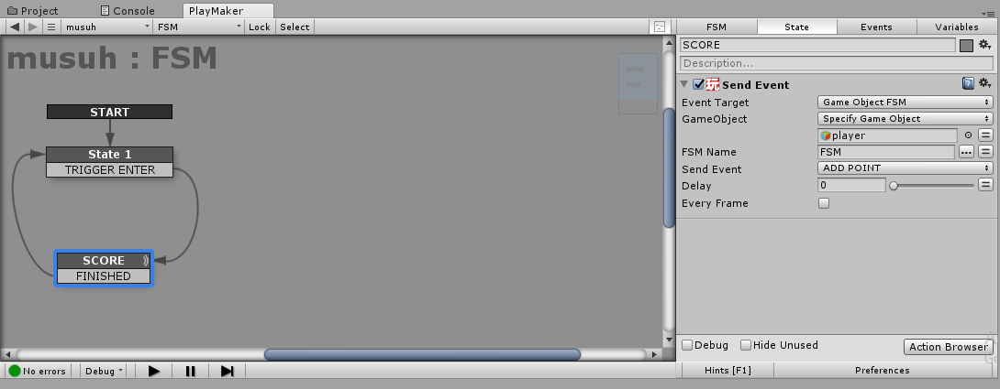 Project
Console
PlayMaker
musuh
FSM
Lock
Select
musuh : FSM
START
State 1
TRIGGER ENTER
SCORE
FINISHED
No errors
Debug
FSM
State
Events
Variables
SCORE
Description...
玩 Send Event
Event Target
Game Object FSM
GameObject
Specify Game Object
player
FSM Name
FSM
...
Send Event
ADD POINT
Delay
0
Every Frame
Debug
Hide Unused
Action Browser
Hints [F1]
Preferences